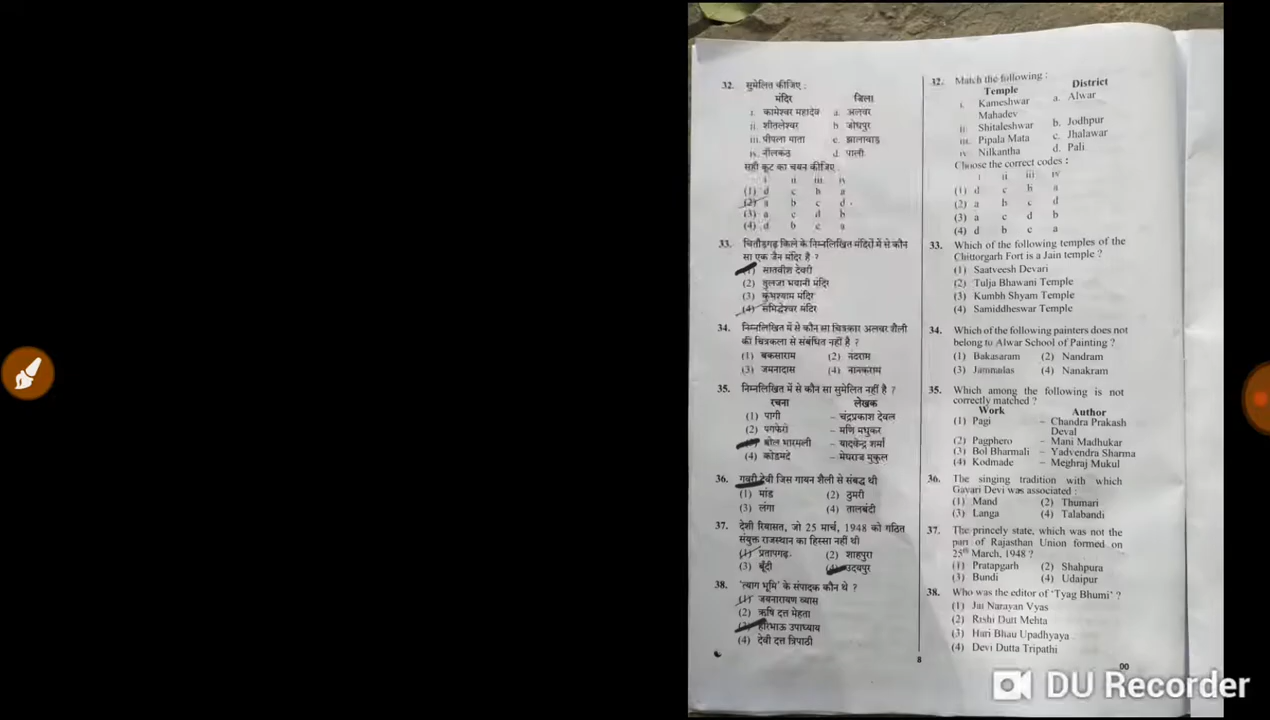 32. सुमेलित कीजिए :
मंदिर जिला
i. कामेश्वर महादेव a. अलवर
ii. शीतलेश्वर b. जोधपुर
iii. पीपला माता c. झालावाड़
iv. नीलकंठ d. पाली
सही कूट का चयन कीजिए :
i ii iii iv
(1) d c b a
(2) a b c d
(3) a c d b
(4) d b c a
33. चित्तौड़गढ़ किले के निम्नलिखित मंदिरों में से कौन
सा एक जैन मंदिर है ?
(1) सातवीश देवरी
(2) तुलजा भवानी मंदिर
(3) कुंभश्याम मंदिर
(4) समिद्धेश्वर मंदिर
34. निम्नलिखित में से कौन सा चित्रकार अलवर शैली
की चित्रकला से संबंधित नहीं है ?
(1) बकसाराम (2) नंदराम
(3) जमनादास (4) नानकराम
35. निम्नलिखित में से कौन सा सुमेलित नहीं है ?
रचना लेखक
(1) पागी – चंद्रप्रकाश देवल
(2) पगफेरो – मणि मधुकर
बोल भारमली – यादवेन्द्र शर्मा
(4) कोडमदे – मेघराज मुकुल
36. गवरी देवी जिस गायन शैली से संबद्ध थी
(1) मांड (2) ठुमरी
(3) लंगा (4) तालबंदी
37. देशी रियासत, जो 25 मार्च, 1948 को गठित
संयुक्त राजस्थान का हिस्सा नहीं थी
(1) प्रतापगढ़ (2) शाहपुरा
(3) बूँदी (4) उदयपुर
38. 'त्याग भूमि' के संपादक कौन थे ?
(1) जयनारायण व्यास
(2) ऋषि दत्त मेहता
(3) हरिभाऊ उपाध्याय
(4) देवी दत्त त्रिपाठी
32. Match the following :
Temple District
i. Kameshwar a. Alwar
Mahadev
ii. Shitaleshwar b. Jodhpur
iii. Pipala Mata c. Jhalawar
iv. Nilkantha d. Pali
Choose the correct codes :
i ii iii iv
(1) d c b a
(2) a b c d
(3) a c d b
(4) d b c a
33. Which of the following temples of the
Chittorgarh Fort is a Jain temple ?
(1) Saatveesh Devari
(2) Tulja Bhawani Temple
(3) Kumbh Shyam Temple
(4) Samiddheswar Temple
34. Which of the following painters does not
belong to Alwar School of Painting ?
(1) Bakasaram (2) Nandram
(3) Jamnalas (4) Nanakram
35. Which among the following is not
correctly matched ?
Work Author
(1) Pagi – Chandra Prakash
Deval
(2) Pagphero – Mani Madhukar
(3) Bol Bharmali – Yadvendra Sharma
(4) Kodmade – Meghraj Mukul
36. The singing tradition with which
Gavari Devi was associated :
(1) Mand (2) Thumari
(3) Langa (4) Talabandi
37. The princely state, which was not the
part of Rajasthan Union formed on
25th March, 1948 ?
(1) Pratapgarh (2) Shahpura
(3) Bundi (4) Udaipur
38. Who was the editor of 'Tyag Bhumi' ?
(1) Jai Narayan Vyas
(2) Rishi Dutt Mehta
(3) Hari Bhau Upadhyaya
(4) Devi Dutta Tripathi
8
00
DU Recorder